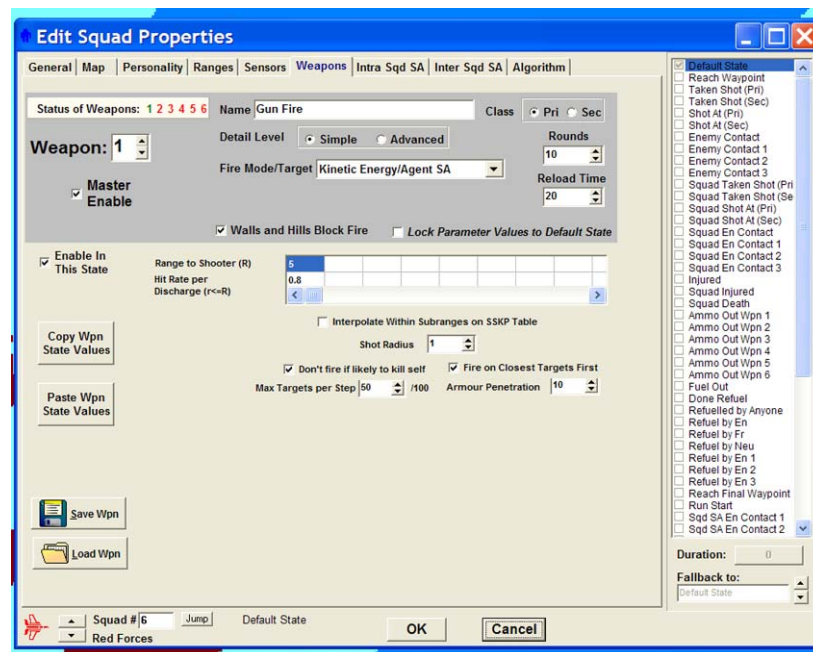 Edit Squad Properties
General Map Personality Ranges Sensors Weapons Intra Sqd SA Inter Sqd SA Algorithm
Status of Weapons: 1 2 3 4 5 6
Name Gun Fire
Class Pri Sec
Weapon: 1
Detail Level Simple Advanced
Rounds
10
Fire Mode/Target Kinetic Energy/Agent SA
Reload Time
20
Master
Enable
Walls and Hills Block Fire Lock Parameter Values to Default State
Enable In
This State
Range to Shooter (R) 5
Hit Rate per
Discharge (r<=R) 0.8
Interpolate Within Subranges on SSKP Table
Shot Radius 1
Copy Wpn
State Values
Don't fire if likely to kill self Fire on Closest Targets First
Max Targets per Step 50 /100 Armour Penetration 10
Paste Wpn
State Values
Save Wpn
Load Wpn
Squad # 6 Jump Default State
Red Forces
OK Cancel
Default State
Reach Waypoint
Taken Shot (Pri)
Taken Shot (Sec)
Shot At (Pri)
Shot At (Sec)
Enemy Contact
Enemy Contact 1
Enemy Contact 2
Enemy Contact 3
Squad Taken Shot (Pri
Squad Taken Shot (Se
Squad Shot At (Pri)
Squad Shot At (Sec)
Squad En Contact
Squad En Contact 1
Squad En Contact 2
Squad En Contact 3
Injured
Squad Injured
Squad Death
Ammo Out Wpn 1
Ammo Out Wpn 2
Ammo Out Wpn 3
Ammo Out Wpn 4
Ammo Out Wpn 5
Ammo Out Wpn 6
Fuel Out
Done Refuel
Refuelled by Anyone
Refuel by En
Refuel by Fr
Refuel by Neu
Refuel by En 1
Refuel by En 2
Refuel by En 3
Reach Final Waypoint
Run Start
Sqd SA En Contact 1
Sqd SA En Contact 2
Duration: 0
Fallback to:
Default State